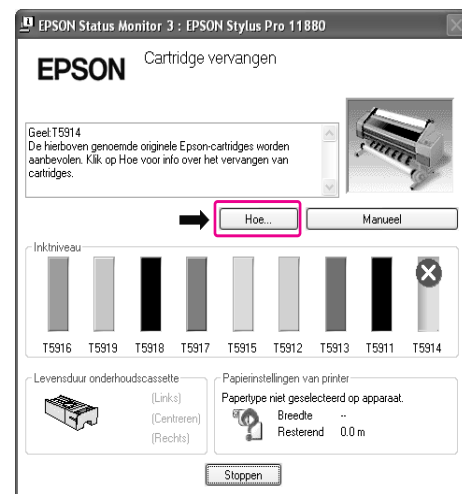 EPSON Status Monitor 3 : EPSON Stylus Pro 11880
EPSON
Cartridge vervangen
Geel:T5914
De hierboven genoemde originele Epson-cartridges worden
aanbevolen. Klik op Hoe voor info over het vervangen van
cartridges.
Hoe...
Manueel
Inktniveau
T5916 T5919 T5918 T5917 T5915 T5912 T5913 T5911 T5914
Levensduur onderhoudscassette
(Links)
(Centreren)
(Rechts)
Papierinstellingen van printer
Papertype niet geselecteerd op apparaat.
Breedte --
Resterend 0.0 m
Stoppen